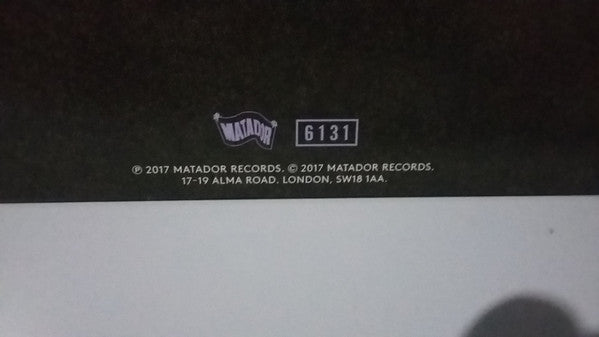 MATADOR 6131
℗ 2017 MATADOR RECORDS. © 2017 MATADOR RECORDS.
17-19 ALMA ROAD. LONDON, SW18 1AA.